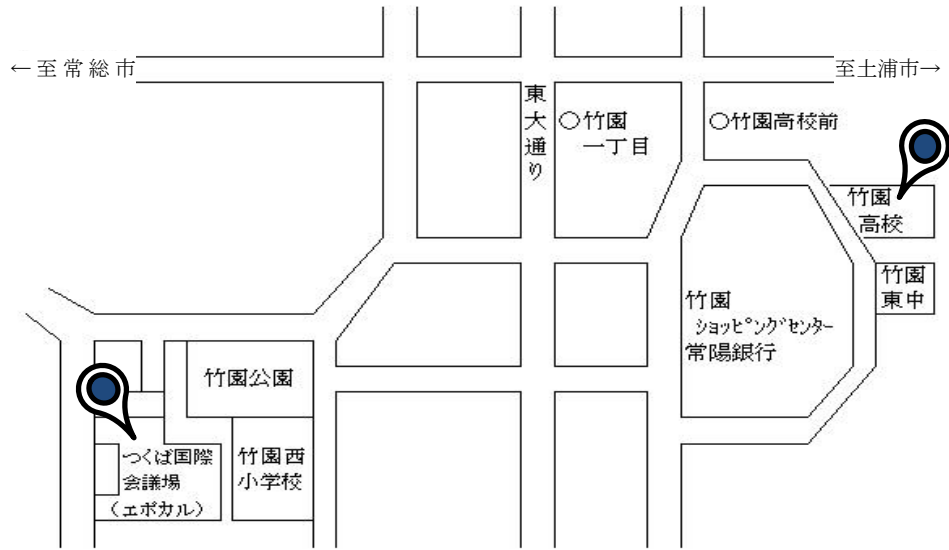 ←至常総市
至土浦市→
東大通り
○竹園
一丁目
○竹園高校前
竹園
高校
竹園
東中
竹園
ｼｮｯﾋﾟﾝｸﾞｾﾝﾀｰ
常陽銀行
竹園公園
つくば国際
会議場
（エポカル）
竹園西
小学校